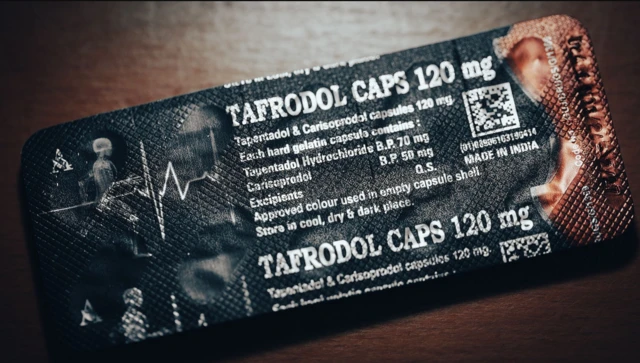 TAFRODOL CAPS 120 mg
Tapentadol & Carisoprodol capsules 120 mg.
Each hard gelatin capsule contains :
Tapentadol Hydrochloride B.P. 70 mg
Carisoprodol B.P. 50 mg
Excipients Q.S.
Approved colour used in empty capsule shell
Store in cool, dry & dark place.
MADE IN INDIA
TAFRODOL CAPS 120 mg
Tapentadol & Carisoprodol capsules 120 mg.